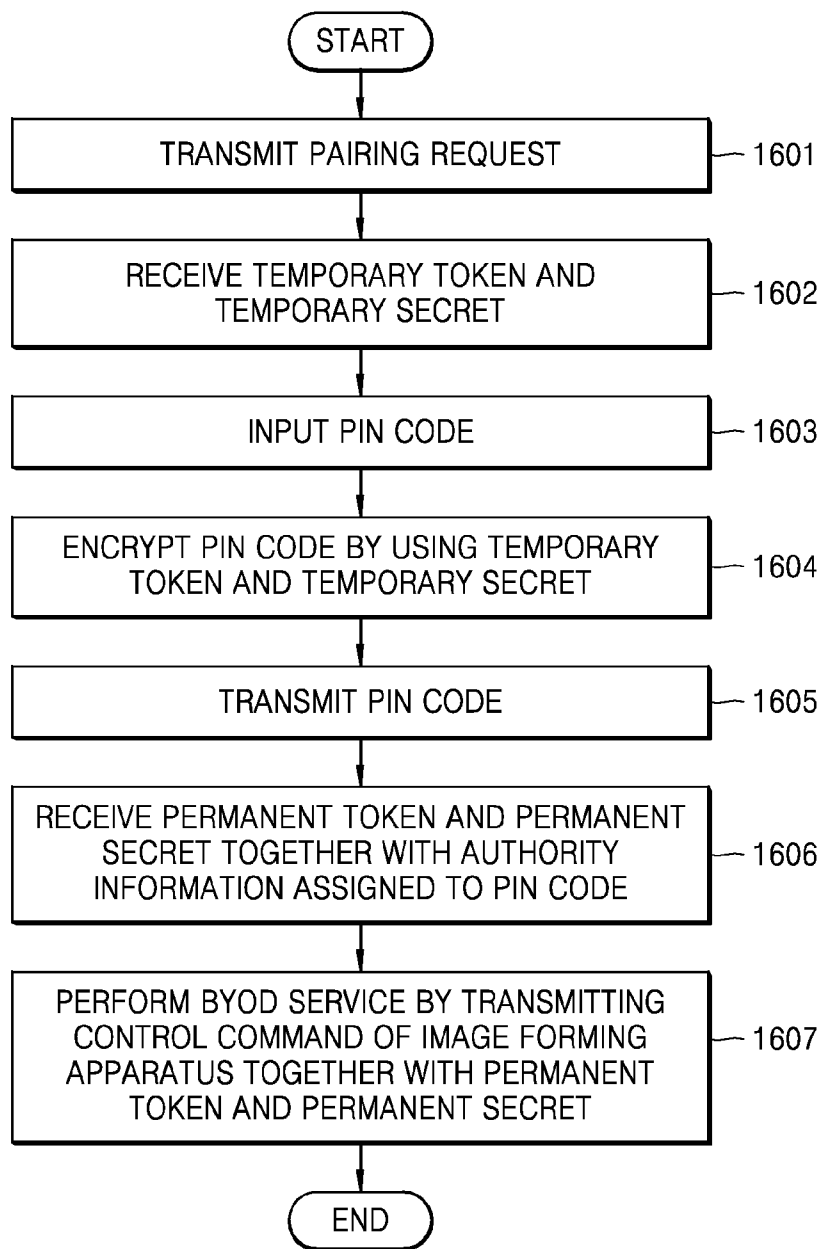 START
TRANSMIT PAIRING REQUEST
1601
RECEIVE TEMPORARY TOKEN AND
TEMPORARY SECRET
1602
INPUT PIN CODE
1603
ENCRYPT PIN CODE BY USING TEMPORARY
TOKEN AND TEMPORARY SECRET
1604
TRANSMIT PIN CODE
1605
RECEIVE PERMANENT TOKEN AND PERMANENT
SECRET TOGETHER WITH AUTHORITY
INFORMATION ASSIGNED TO PIN CODE
1606
PERFORM BYOD SERVICE BY TRANSMITTING
CONTROL COMMAND OF IMAGE FORMING
APPARATUS TOGETHER WITH PERMANENT
TOKEN AND PERMANENT SECRET
1607
END